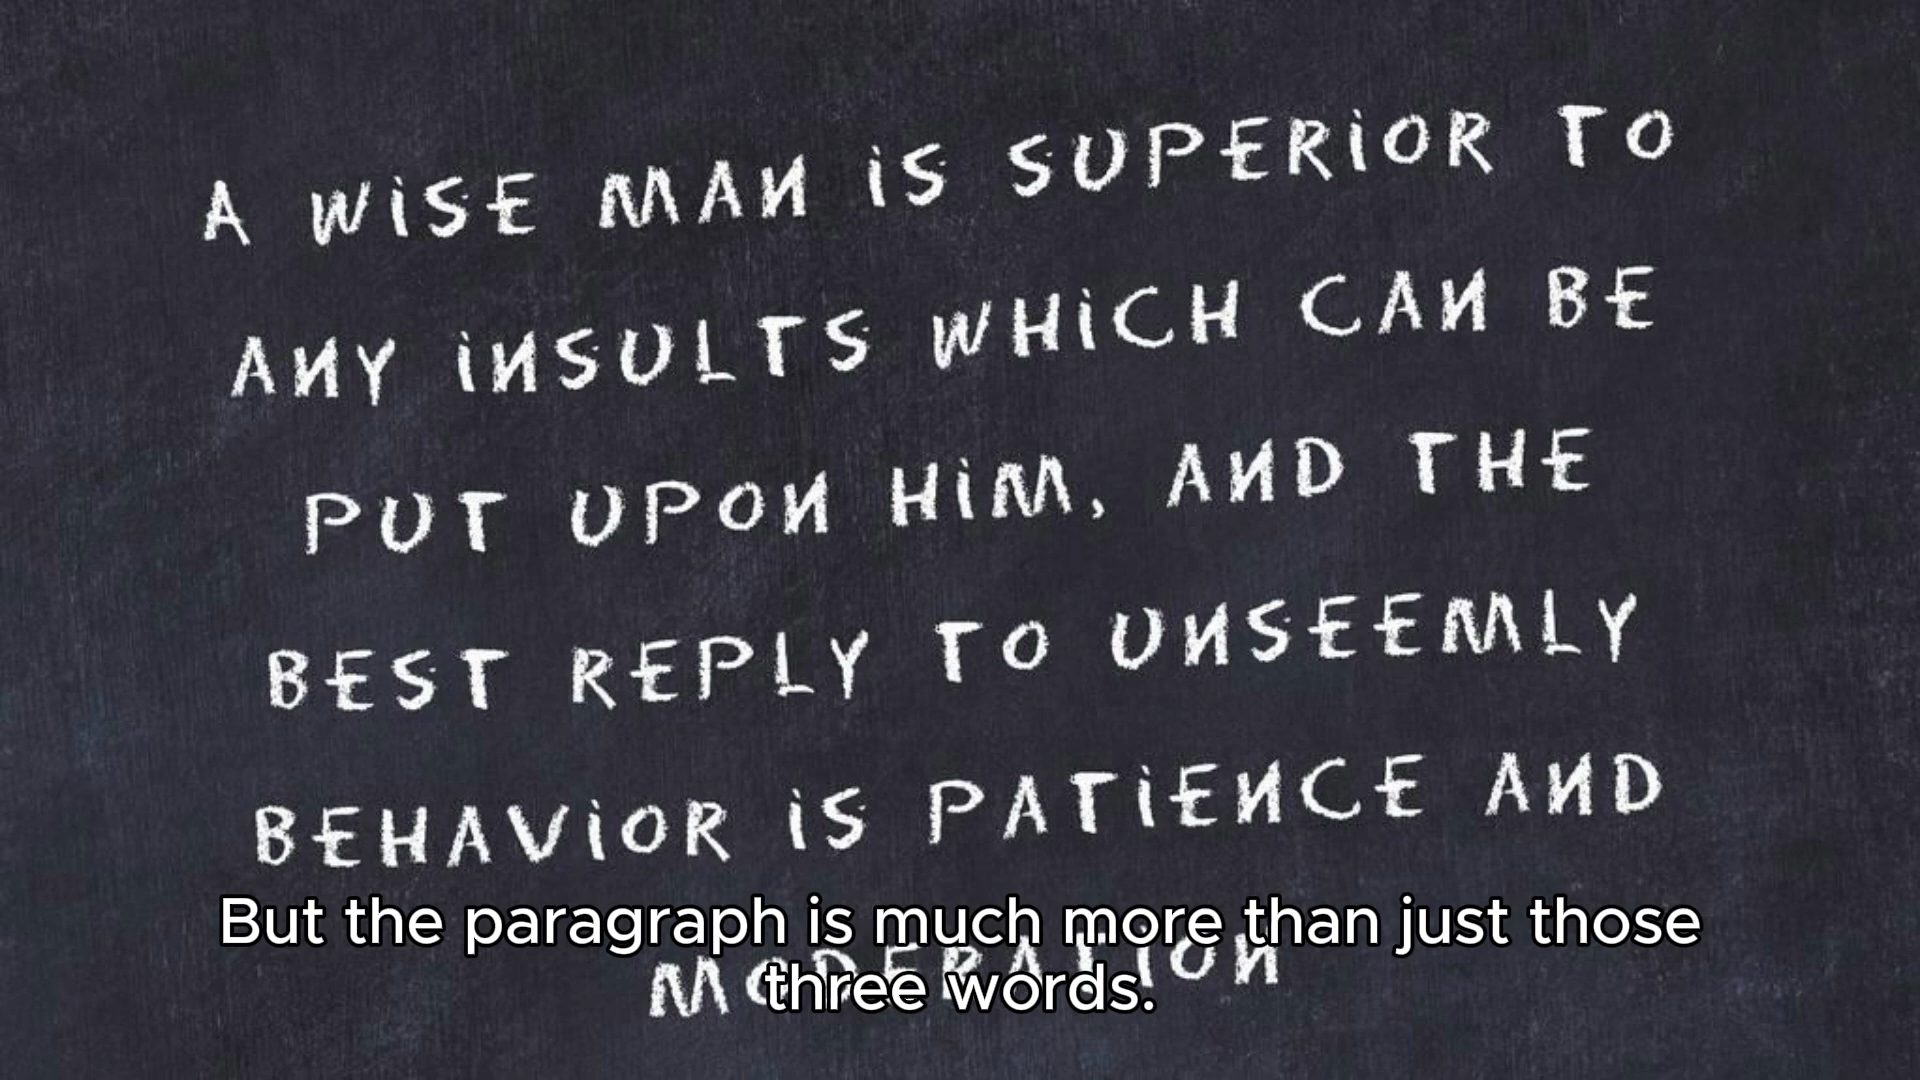 A WISE MAN IS SUPERIOR TO
ANY INSULTS WHICH CAN BE
PUT UPON HIM, AND THE
BEST REPLY TO UNSEEMLY
BEHAVIOR IS PATIENCE AND
MODERATION
But the paragraph is much more than just those
three words.